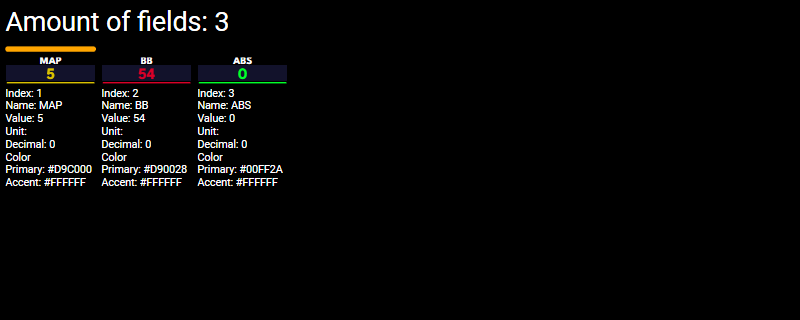 Amount of fields: 3
MAP
5
Index: 1
Name: MAP
Value: 5
Unit:
Decimal: 0
Color
Primary: #D9C000
Accent: #FFFFFF
BB
54
Index: 2
Name: BB
Value: 54
Unit:
Decimal: 0
Color
Primary: #D90028
Accent: #FFFFFF
ABS
0
Index: 3
Name: ABS
Value: 0
Unit:
Decimal: 0
Color
Primary: #00FF2A
Accent: #FFFFFF